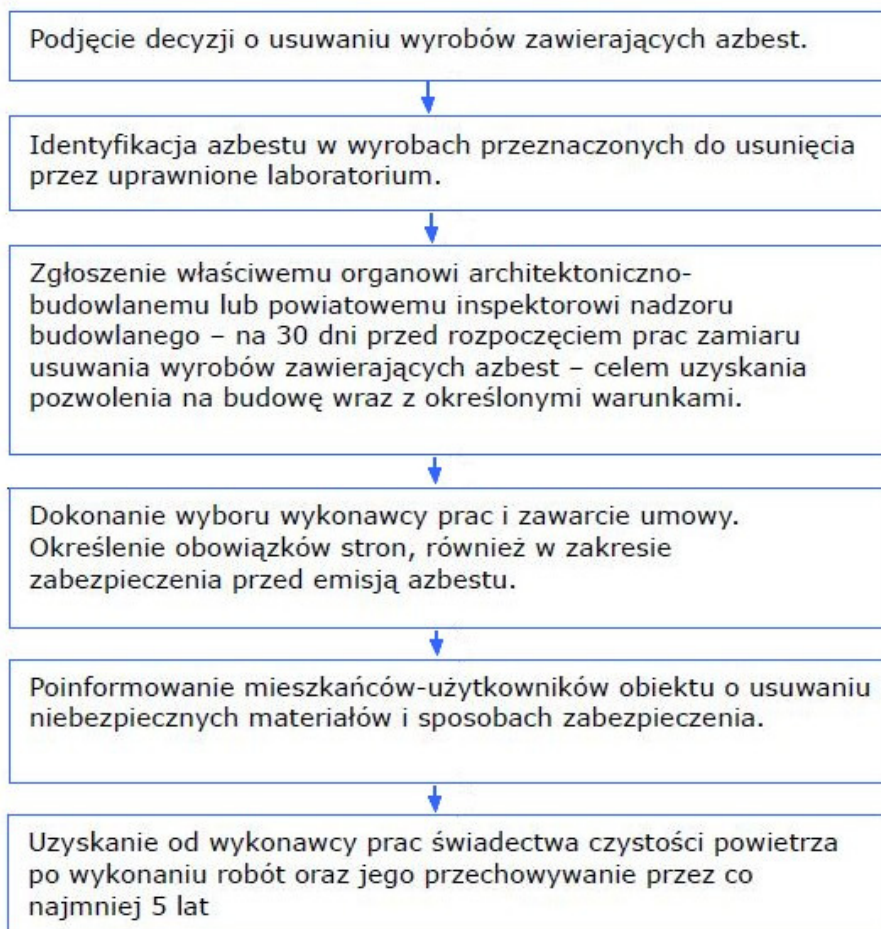 Podjęcie decyzji o usuwaniu wyrobów zawierających azbest.
Identyfikacja azbestu w wyrobach przeznaczonych do usunięcia
przez uprawnione laboratorium.
Zgłoszenie właściwemu organowi architektoniczno-
budowlanemu lub powiatowemu inspektorowi nadzoru
budowlanego – na 30 dni przed rozpoczęciem prac zamiaru
usuwania wyrobów zawierających azbest – celem uzyskania
pozwolenia na budowę wraz z określonymi warunkami.
Dokonanie wyboru wykonawcy prac i zawarcie umowy.
Określenie obowiązków stron, również w zakresie
zabezpieczenia przed emisją azbestu.
Poinformowanie mieszkańców-użytkowników obiektu o usuwaniu
niebezpiecznych materiałów i sposobach zabezpieczenia.
Uzyskanie od wykonawcy prac świadectwa czystości powietrza
po wykonaniu robót oraz jego przechowywanie przez co
najmniej 5 lat